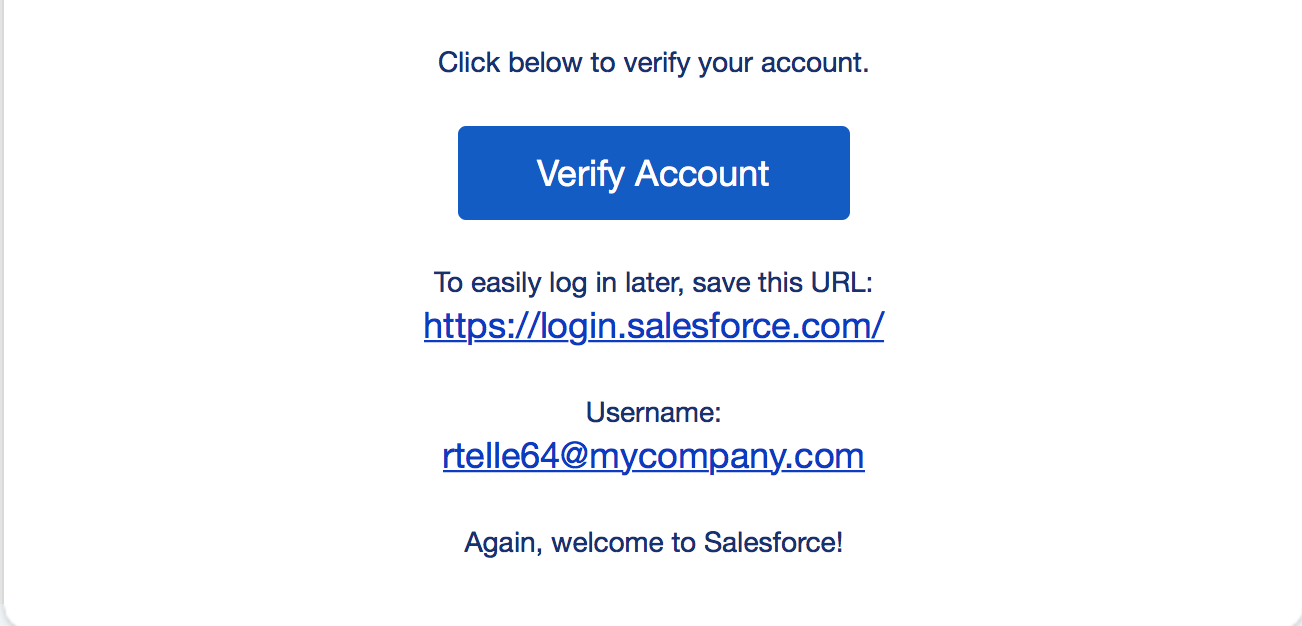 Click below to verify your account.
Verify Account
To easily log in later, save this URL:
https://login.salesforce.com/
Username:
rtelle64@mycompany.com
Again, welcome to Salesforce!